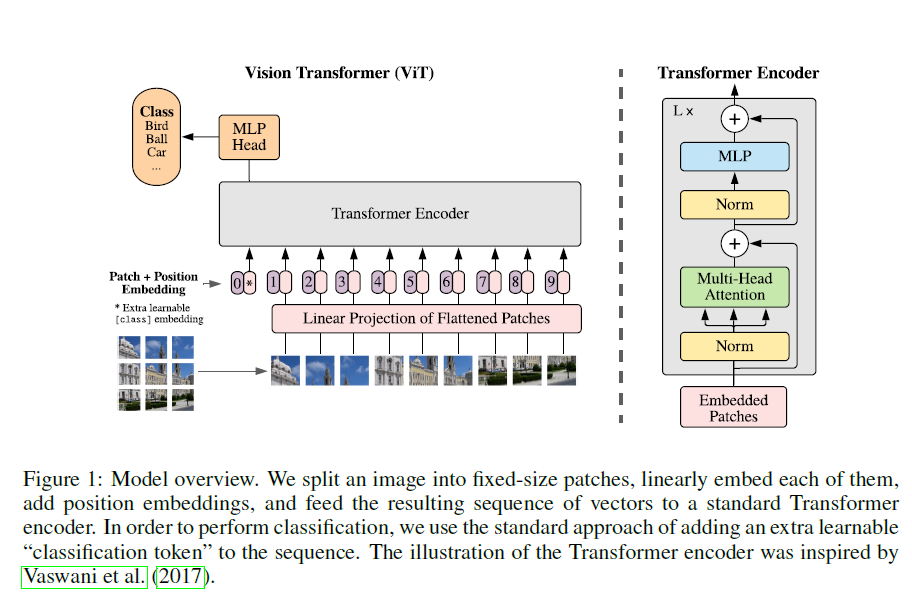 Vision Transformer (ViT)
Class
Bird
Ball
Car
...
MLP
Head
Transformer Encoder
Patch + Position
Embedding
0 * 1 2 3 4 5 6 7 8 9
* Extra learnable
[class] embedding
Linear Projection of Flattened Patches
Transformer Encoder
L x
+
MLP
Norm
+
Multi-Head
Attention
Norm
Embedded
Patches
Figure 1: Model overview. We split an image into fixed-size patches, linearly embed each of them,
add position embeddings, and feed the resulting sequence of vectors to a standard Transformer
encoder. In order to perform classification, we use the standard approach of adding an extra learnable
“classification token” to the sequence. The illustration of the Transformer encoder was inspired by
Vaswani et al. (2017).